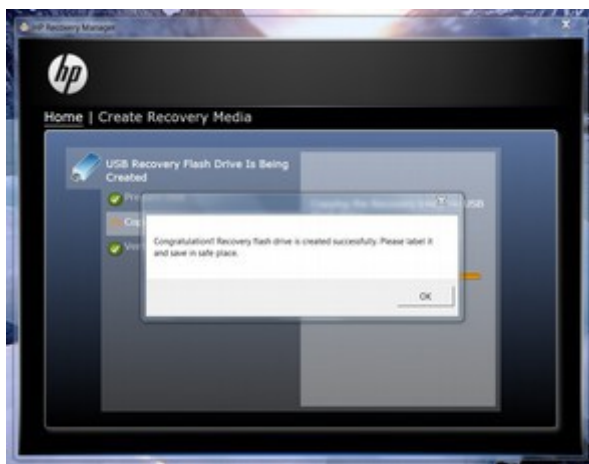 HP Recovery Manager
hp
Home | Create Recovery Media
USB Recovery Flash Drive Is Being
Created
Congratulation!! Recovery flash drive is created successfully. Please label it
and save in safe place.
OK